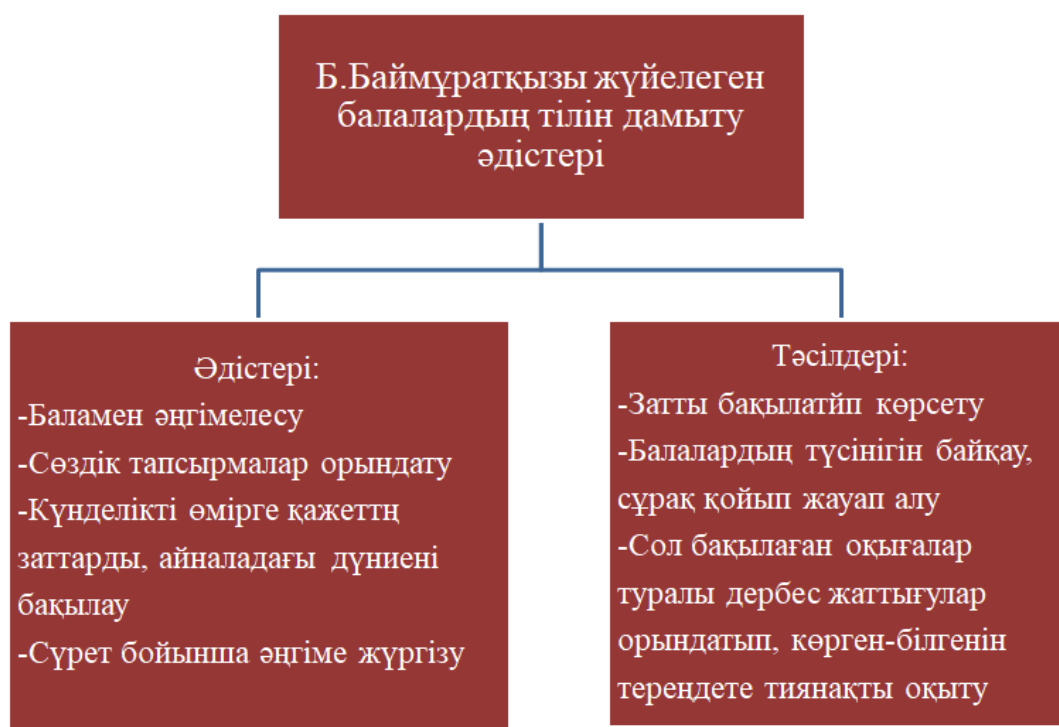 Б.Баймұратқызы жүйелеген
балалардың тілін дамыту
әдістері
Әдістері:
-Баламен әңгімелесу
-Сөздік тапсырмалар орындату
-Күнделікті өмірге қажеттң
заттарды, айналадағы дүниені
бақылау
-Сүрет бойынша әңгіме жүргізу
Тәсілдері:
-Затты бақылатйп көрсету
-Балалардың түсінігін байқау,
сұрақ қойып жауап алу
-Сол бақылаған оқығалар
туралы дербес жаттығулар
орындатып, көрген-білгенін
тереңдете тиянақты оқыту